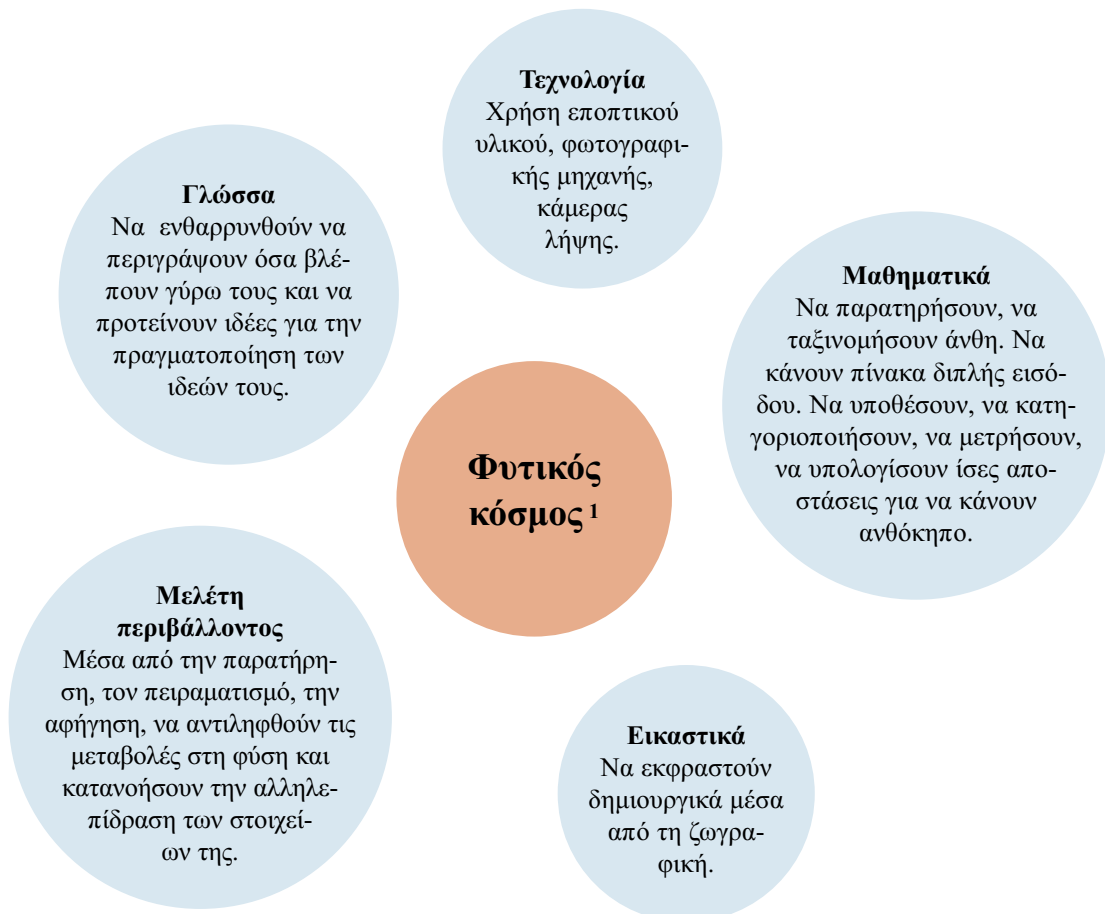 Τεχνολογία
Χρήση εποπτικού
υλικού, φωτογραφι-
κής μηχανής,
κάμερας
λήψης.
Γλώσσα
Να ενθαρρυνθούν να
περιγράψουν όσα βλέ-
πουν γύρω τους και να
προτείνουν ιδέες για την
πραγματοποίηση των
ιδεών τους.
Μαθηματικά
Να παρατηρήσουν, να
ταξινομήσουν άνθη. Να
κάνουν πίνακα διπλής εισό-
δου. Να υποθέσουν, να κατη-
γοριοποιήσουν, να μετρήσουν,
να υπολογίσουν ίσες απο-
στάσεις για να κάνουν
ανθόκηπο.
Φυτικός
κόσμος ¹
Μελέτη
περιβάλλοντος
Μέσα από την παρατήρη-
ση, τον πειραματισμό, την
αφήγηση, να αντιληφθούν τις
μεταβολές στη φύση και
κατανοήσουν την αλληλε-
πίδραση των στοιχεί-
ων της.
Εικαστικά
Να εκφραστούν
δημιουργικά μέσα
από τη ζωγρα-
φική.